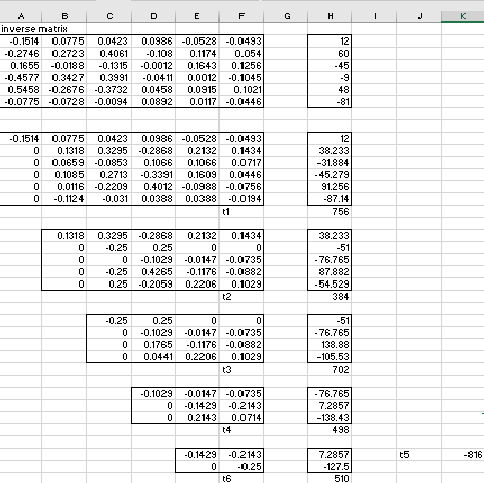 A B C D E F G H I J K
inverse matrix
-0.1514 0.0775 0.0423 0.0986 -0.0528 -0.0493 12
-0.2746 0.2723 0.4061 -0.108 0.1174 0.054 60
0.1655 -0.0188 -0.1315 -0.0012 0.1643 0.1256 -45
-0.4577 0.3427 0.3991 -0.0411 0.0012 -0.1045 -9
0.5458 -0.2676 -0.3732 0.0458 0.0915 0.1021 48
-0.0775 -0.0728 -0.0094 0.0892 0.0117 -0.0446 -81
-0.1514 0.0775 0.0423 0.0986 -0.0528 -0.0493 12
0 0.1318 0.3295 -0.2868 0.2132 0.1434 38.233
0 0.0659 -0.0853 0.1066 0.1066 0.0717 -31.884
0 0.1085 0.2713 -0.3391 0.1609 0.0446 -45.279
0 0.0116 -0.2209 0.4012 -0.0988 -0.0756 91.256
0 -0.1124 -0.031 0.0388 0.0388 -0.0194 -87.14
t1 756
0.1318 0.3295 -0.2868 0.2132 0.1434 38.233
0 -0.25 0.25 0 0 -51
0 0 -0.1029 -0.0147 -0.0735 -76.765
0 -0.25 0.4265 -0.1176 -0.0882 87.882
0 0.25 -0.2059 0.2206 0.1029 -54.529
t2 384
-0.25 0.25 0 0 -51
0 -0.1029 -0.0147 -0.0735 -76.765
0 0.1765 -0.1176 -0.0882 138.88
0 0.0441 0.2206 0.1029 -105.53
t3 702
-0.1029 -0.0147 -0.0735 -76.765
0 -0.1429 -0.2143 7.2857
0 0.2143 0.0714 -138.43
t4 498
-0.1429 -0.2143 7.2857 t5 -816
0 -0.25 -127.5
t6 510